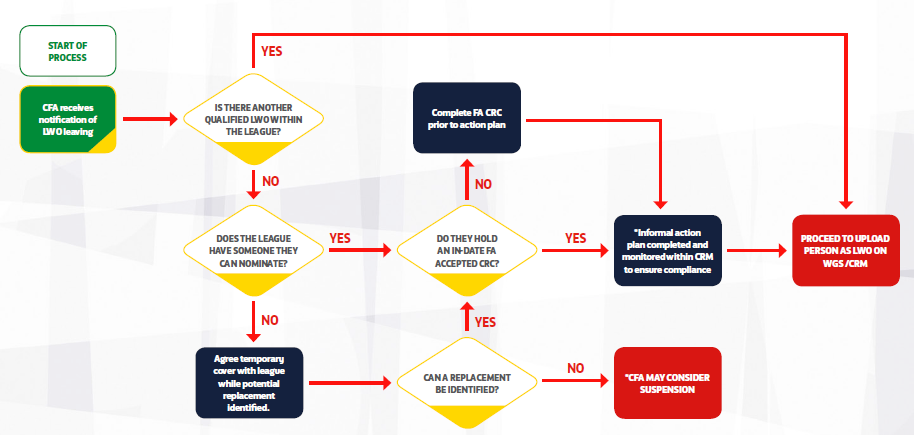 START OF
PROCESS
CFA receives
notification of
LWO leaving
YES
IS THERE ANOTHER
QUALIFIED LWO WITHIN
THE LEAGUE?
Complete FA CRC
prior to action plan
NO
NO
DOES THE LEAGUE
HAVE SOMEONE THEY
CAN NOMINATE?
YES
DO THEY HOLD
AN IN-DATE FA
ACCEPTED CRC?
YES
"Informal action
plan completed and
monitored within CRM
to ensure compliance
PROCEED TO UPLOAD
PERSON AS LWO ON
WGS /CRM
NO
YES
Agree temporary
cover with league
while potential
replacement
identified.
CAN A REPLACEMENT
BE IDENTIFIED?
NO
"CFA MAY CONSIDER
SUSPENSION